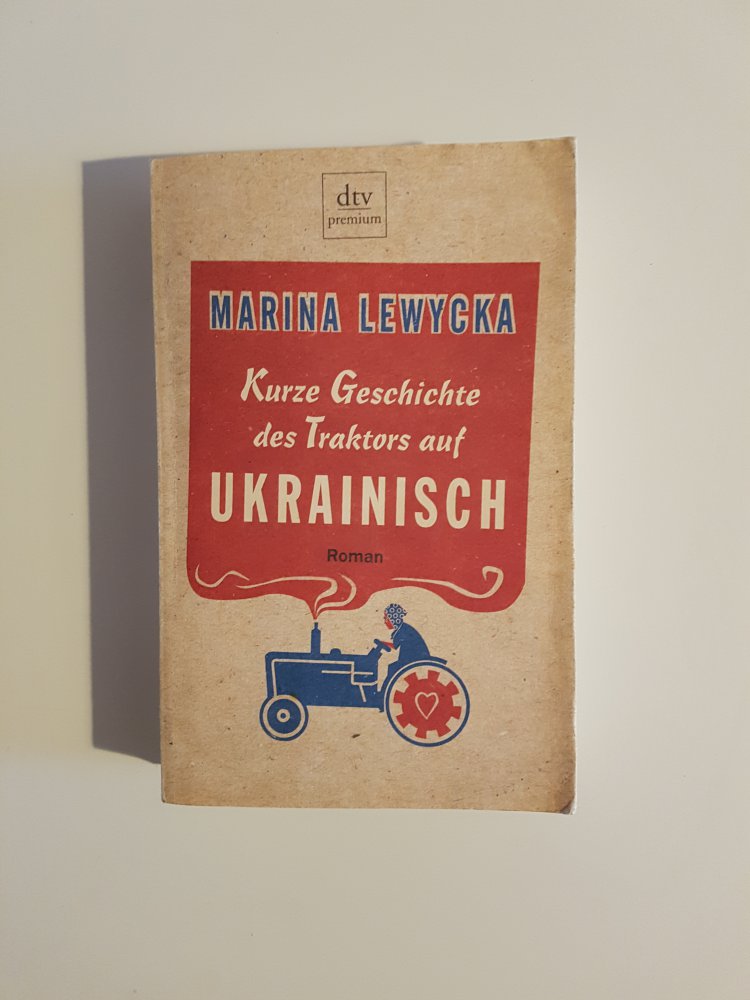 dtv
premium
MARINA LEWYCKA
Kurze Geschichte
des Traktors auf
UKRAINISCH
Roman